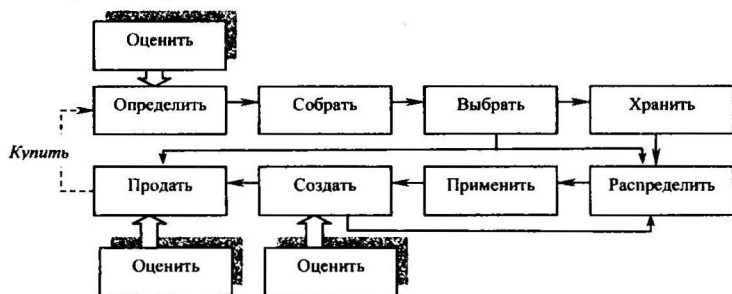 Оценить
Определить
Собрать
Выбрать
Хранить
Купить
Продать
Создать
Применить
Распределить
Оценить
Оценить